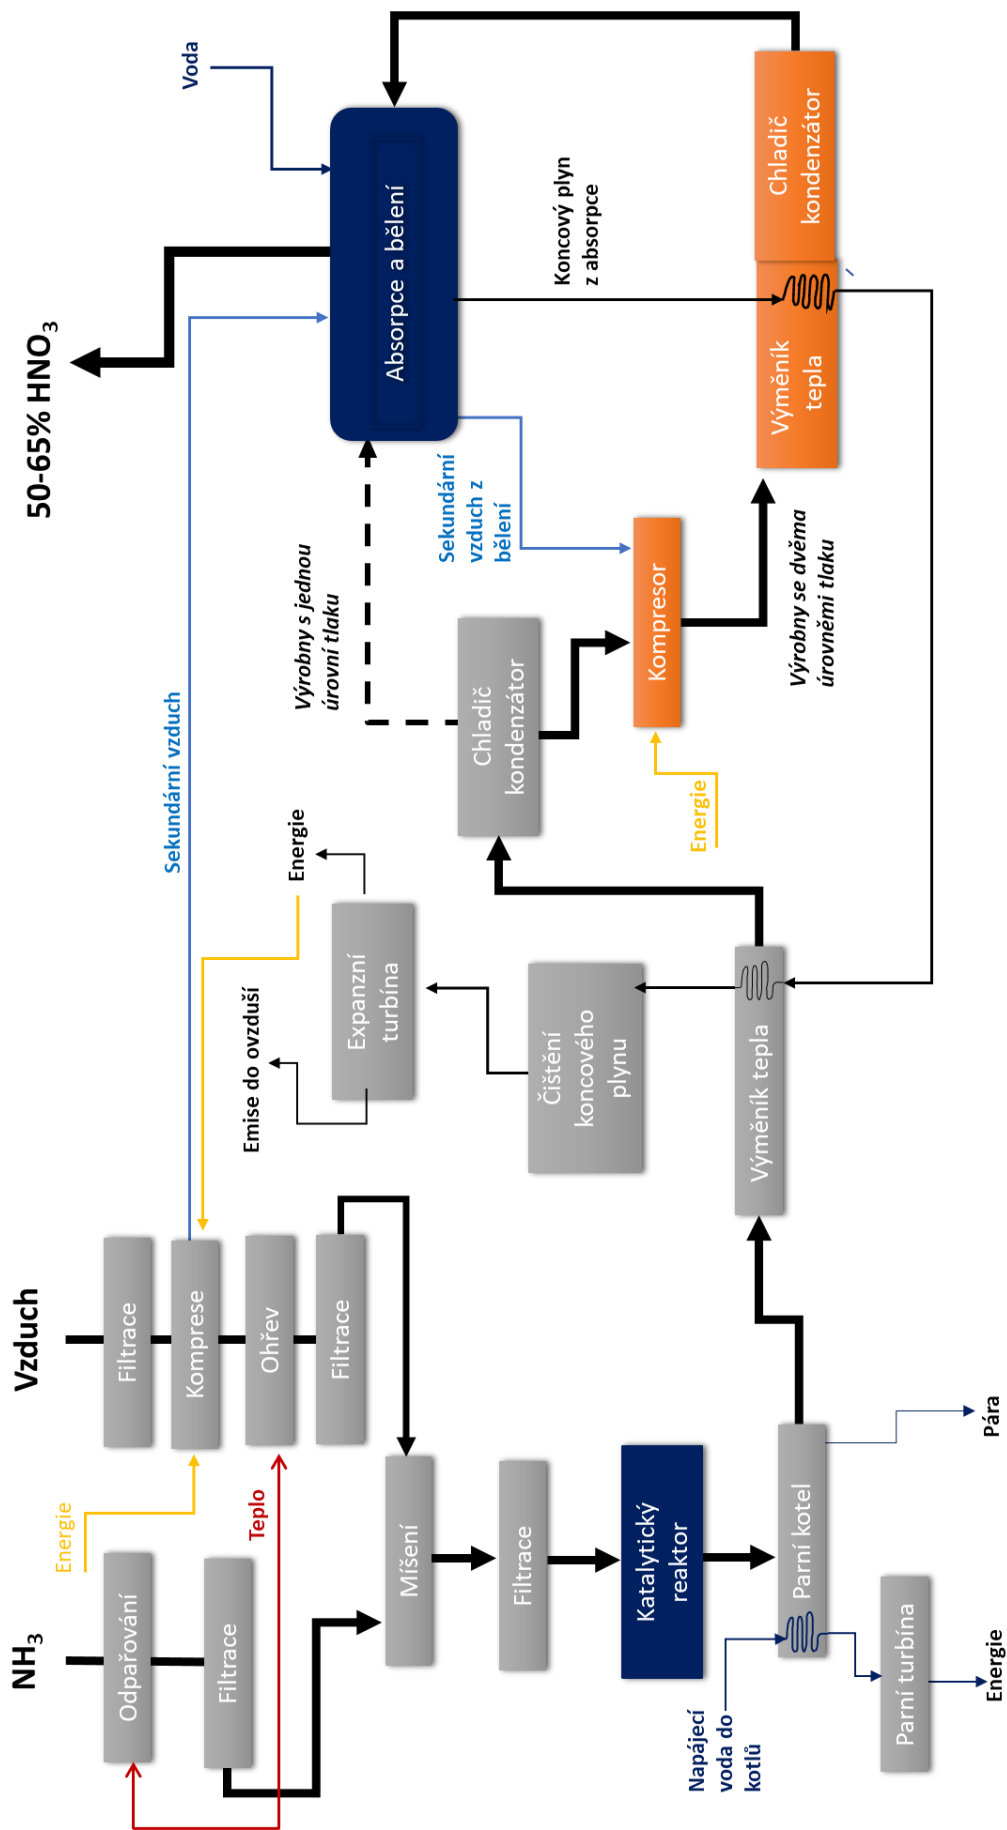 NH3
Vzduch
50-65% HNO3
Odpařování
Filtrace
Energie
Teplo
Filtrace
Komprese
Ohřev
Filtrace
Sekundární vzduch
Voda
Míšení
Filtrace
Katalytický
reaktor
Napájecí
voda do
kotlů
Parní kotel
Parní turbína
Energie
Pára
Emise do ovzduší
Energie
Expanzní
turbína
Čištění
koncového
plynu
Výměník tepla
Výrobny s jednou
úrovní tlaku
Chladič
kondenzátor
Sekundární
vzduch z
bělení
Absorpce a bělení
Koncový plyn
z absorpce
Energie
Kompresor
Výrobny se dvěma
úrovněmi tlaku
Výměník
tepla
Chladič
kondenzátor